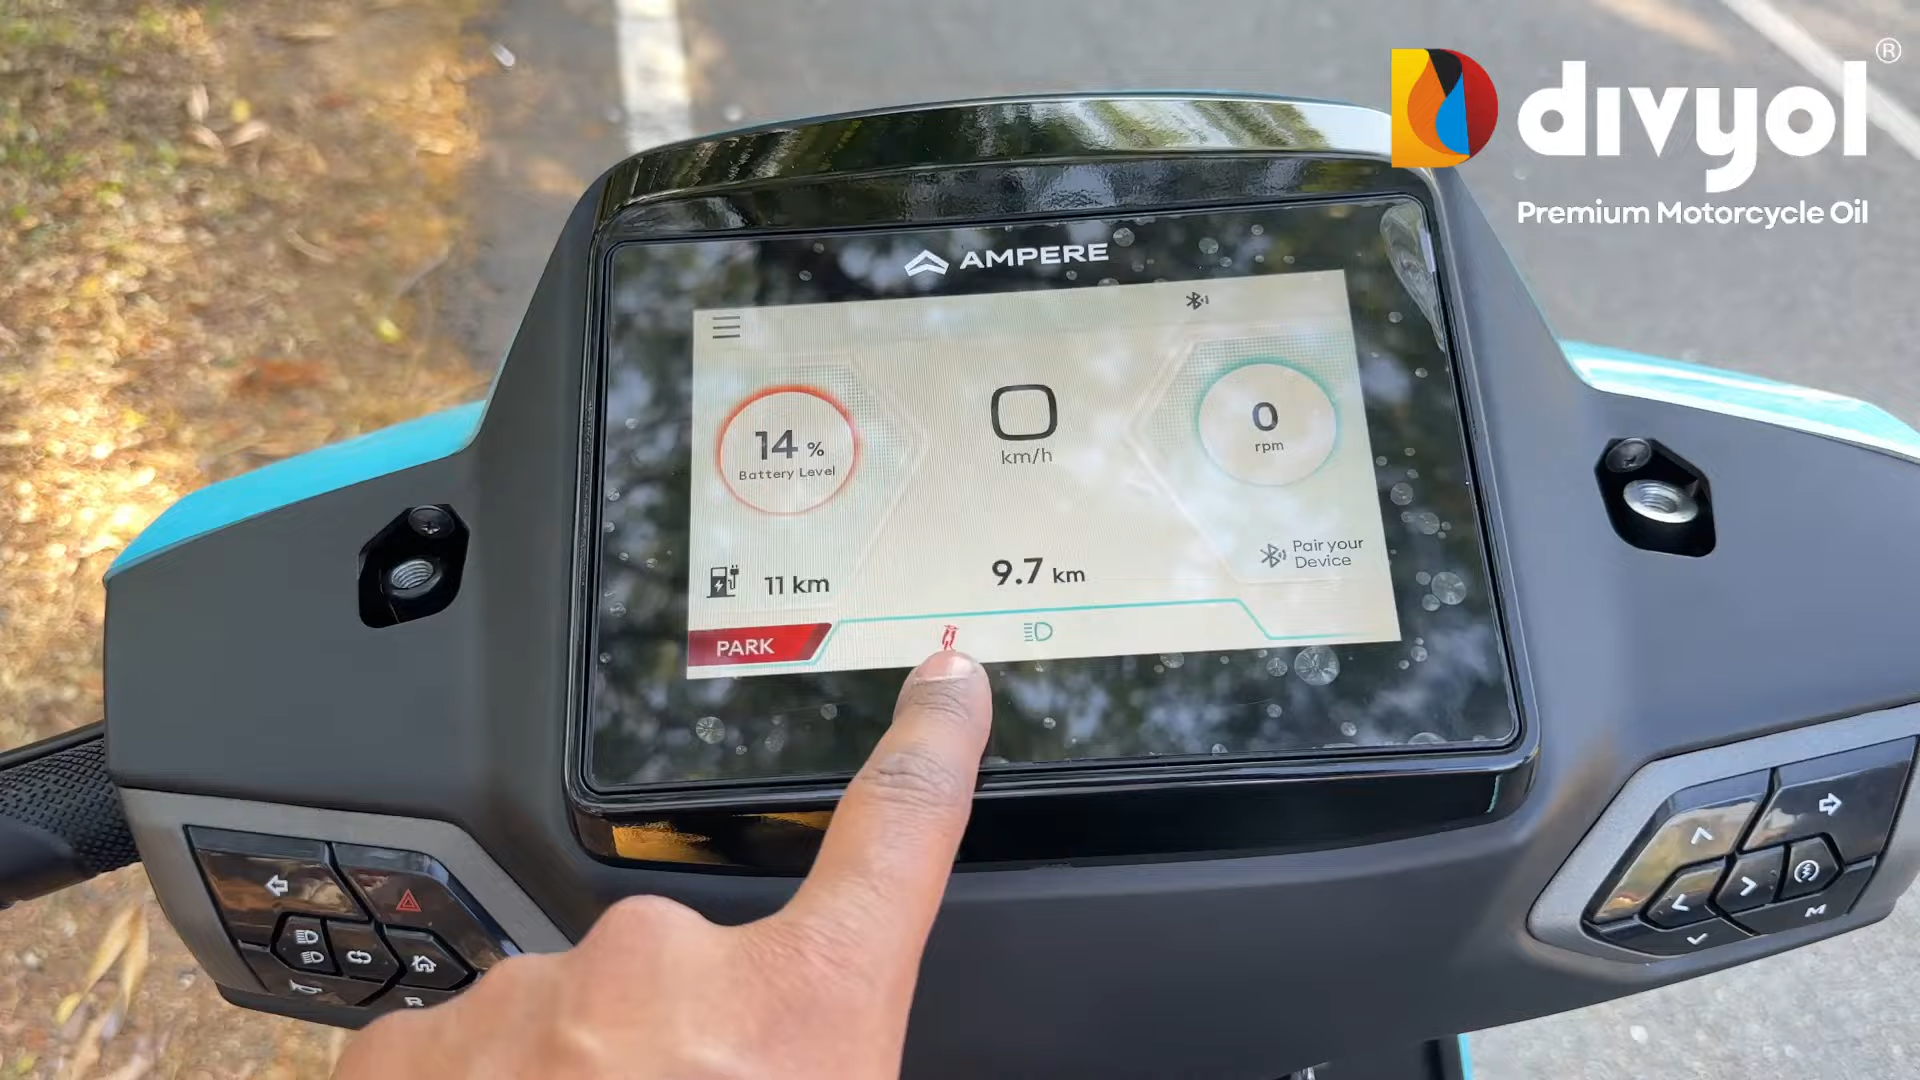 divyol ®
Premium Motorcycle Oil
AMPERE
14 %
Battery Level
0
km/h
0
rpm
11 km
9.7 km
Pair your
Device
PARK
R
M